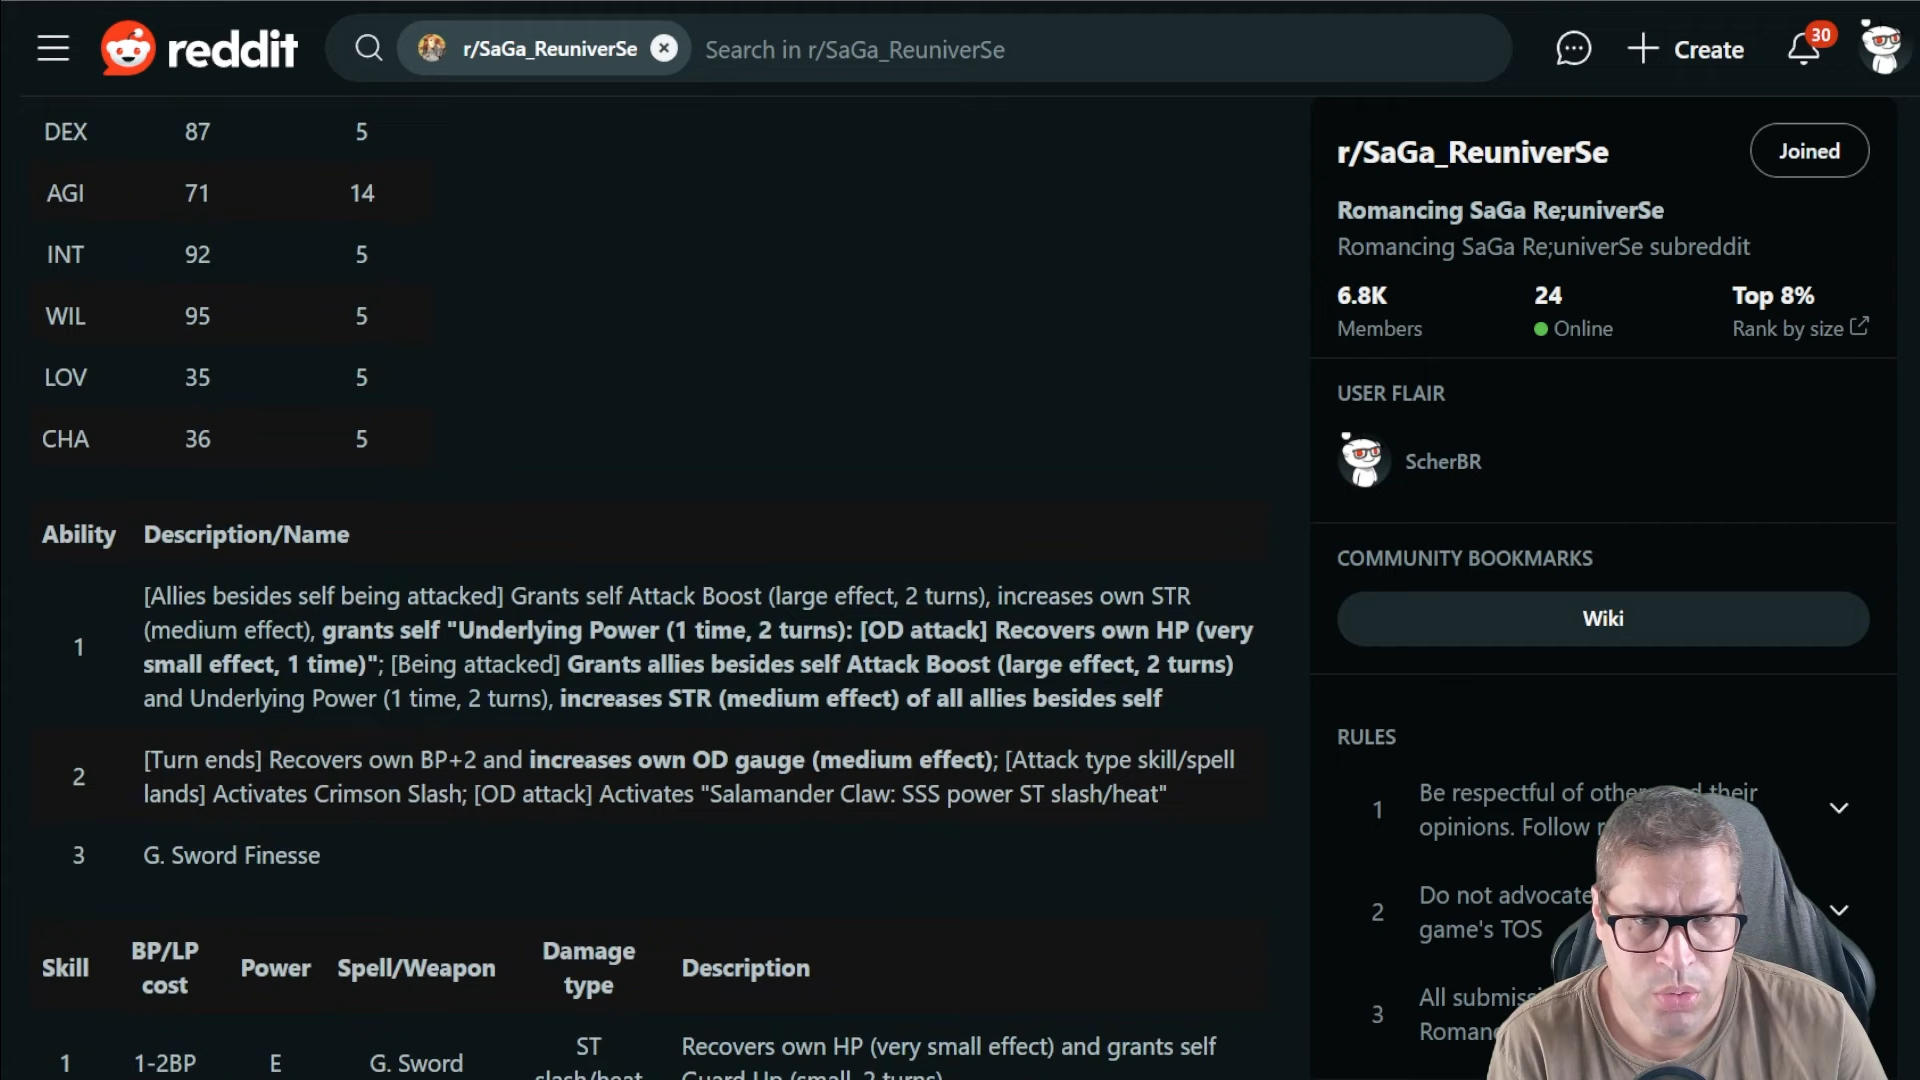 reddit
r/SaGa_ReuniverSe
Search in r/SaGa_ReuniverSe
Create
30
DEX 87 5
AGI 71 14
INT 92 5
WIL 95 5
LOV 35 5
CHA 36 5
Ability Description/Name
1
[Allies besides self being attacked] Grants self Attack Boost (large effect, 2 turns), increases own STR
(medium effect), grants self "Underlying Power (1 time, 2 turns): [OD attack] Recovers own HP (very
small effect, 1 time)"; [Being attacked] Grants allies besides self Attack Boost (large effect, 2 turns)
and Underlying Power (1 time, 2 turns), increases STR (medium effect) of all allies besides self
2
[Turn ends] Recovers own BP+2 and increases own OD gauge (medium effect); [Attack type skill/spell
lands] Activates Crimson Slash; [OD attack] Activates "Salamander Claw: SSS power ST slash/heat"
3 G. Sword Finesse
Skill BP/LP cost Power Spell/Weapon Damage type Description
1 1-2BP E G. Sword
ST
slash/heat
Recovers own HP (very small effect) and grants self
Guard Up (small, 2 turns)
r/SaGa_ReuniverSe
Joined
Romancing SaGa Re;univerSe
Romancing SaGa Re;univerSe subreddit
6.8K 24 Top 8%
Members Online Rank by size
USER FLAIR
ScherBR
COMMUNITY BOOKMARKS
Wiki
RULES
1
Be respectful of other their
opinions. Follow
2
Do not advocate
game's TOS
3
All